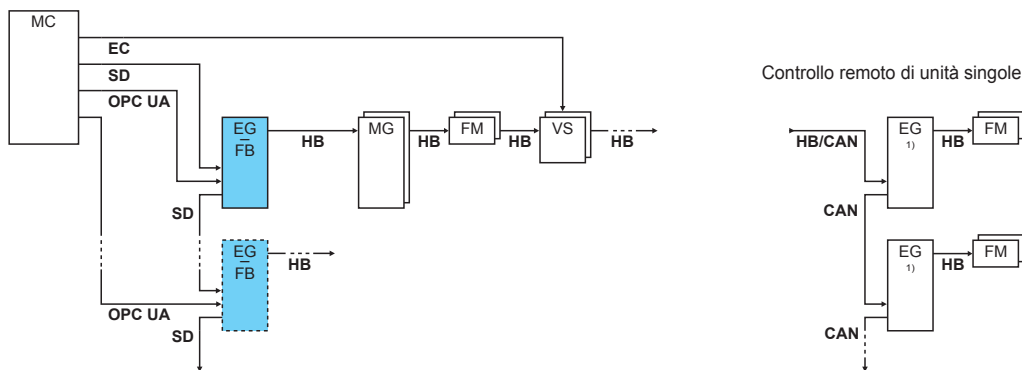 MC
EC
SD
OPC UA
Controllo remoto di unità singole
EG
FB
HB
MG
HB
FM
HB
VS
HB
SD
HB/CAN
EG
1)
HB
FM
CAN
EG
FB
HB
EG
1)
HB
FM
OPC UA
SD
CAN